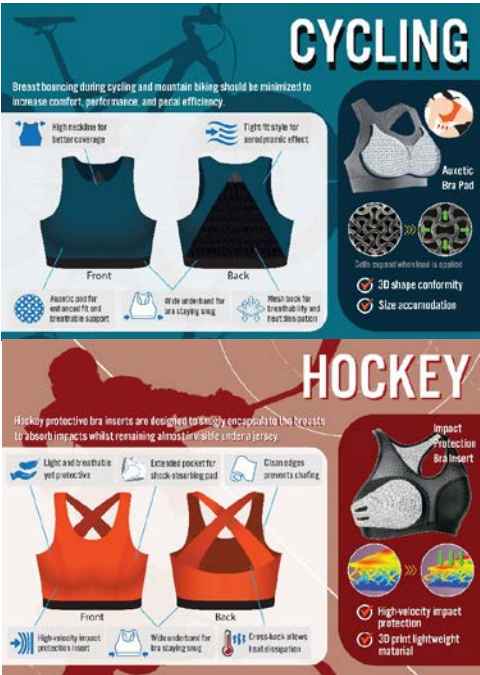 CYCLING
Breast bouncing during cycling and mountain biking should be minimized to
increase comfort, performance, and pedal efficiency.
High neckline for
better coverage
Tight fit style for
aerodynamic effect
Front
Back
Auxetic pad for
enhanced fit and
breathable support
Wide underband for
bra staying snug
Mesh back for
breathability and
heat dissipation
Auxetic
Bra Pad
Cells expand when load is applied
3D shape conformity
Size accomodation
HOCKEY
Hockey protective bra inserts are designed to snugly encapsulate the breasts
to absorb impacts whilst remaining almost invisible under a jersey.
Light and breathable
yet protective
Extended pocket for
shock-absorbing pad
Clean edges
prevents chafing
Front
Back
High-velocity impact
protection insert
Wide underband for
bra staying snug
Cross-back allows
heat dissipation
Impact
Protection
Bra Insert
High-velocity impact
protection
3D print lightweight
material